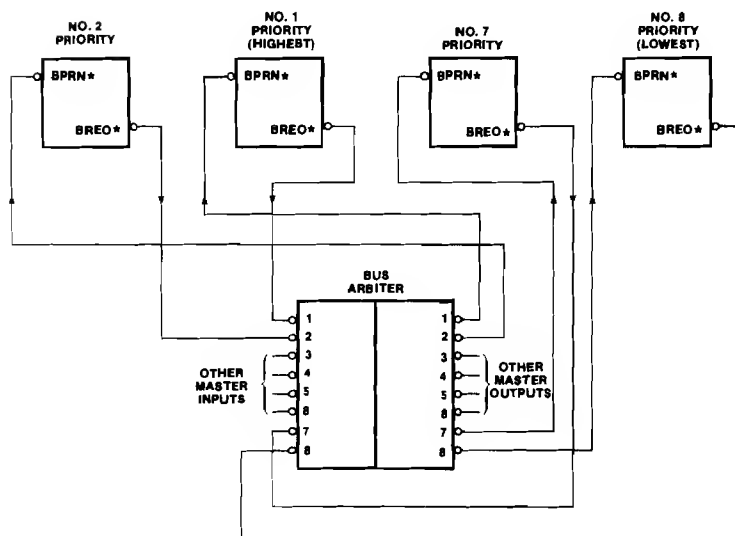 NO. 2
PRIORITY
NO. 1
PRIORITY
(HIGHEBT)
NO. 7
PRIORITY
NO. 8
PRIORITY
(LOWEST)
BPRN*
BREO*
BPRN*
BREO*
BPRN*
BREO*
BPRN*
BREO*
BUS
ARBITER
1
2
3
4
5
8
7
8
OTHER
MASTER
INPUTS
1
2
3
4
5
8
7
8
OTHER
MASTER
OUTPUTS